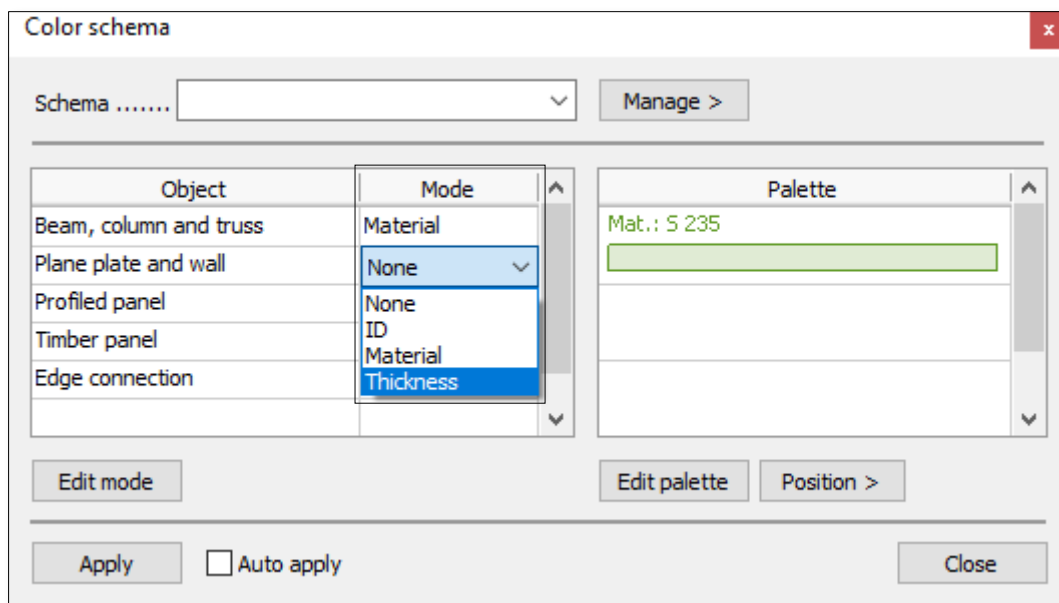 Color schema
x
Schema .......
Manage >
Object Mode
Beam, column and truss Material
Plane plate and wall None
Profiled panel
Timber panel
Edge connection
None
ID
Material
Thickness
Palette
Mat.: S 235
Edit mode
Edit palette
Position >
Apply
Auto apply
Close